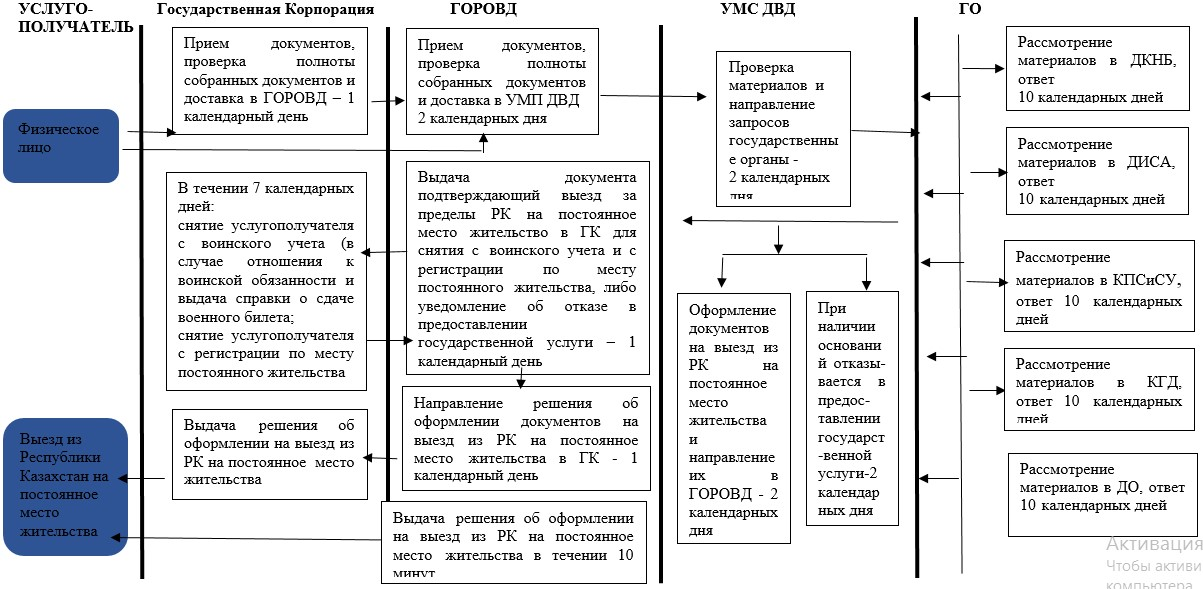 УСЛУГО-
ПОЛУЧАТЕЛЬ
Государственная Корпорация
ГОРОВД
УМС ДВД
ГО
Физическое
лицо
Выезд из
Республики
Казахстан на
постоянное
место
жительства
Прием документов,
проверка полноты
собранных документов и
доставка в ГОРОВД – 1
календарный день
В течении 7 календарных
дней:
снятие услугополучателя
с воинского учета (в
случае отношения к
воинской обязанности и
выдача справки о сдаче
военного билета;
снятие услугополучателя
с регистрации по месту
постоянного жительства
Выдача решения об
оформлении на выезд из
РК на постоянное место
жительства
Прием документов,
проверка полноты
собранных документов
и доставка в УМП ДВД
2 календарных дня
Выдача документа
подтверждающий выезд за
пределы РК на постоянное
место жительство в ГК для
снятия с воинского учета и с
регистрации по месту
постоянного жительства, либо
уведомление об отказе в
предоставлении
государственной услуги – 1
календарный день
Направление решения об
оформлении документов на
выезд из РК на постоянное
место жительства в ГК - 1
календарный день
Выдача решения об оформлении
на выезд из РК на постоянное
место жительства в течении 10
минут
Проверка
материалов и
направление
запросов
государственны
е органы -
2 календарных
дня
Оформление
документов
на выезд из
РК на
постоянное
место
жительства
и
направление
их в
ГОРОВД - 2
календарных
дня
При
наличии
основани
й отказы-
вается в
предос-
тавлении
государст
-венной
услуги-2
календар
ных дня
Рассмотрение
материалов в ДКНБ,
ответ
10 календарных дней
Рассмотрение
материалов в ДИСА,
ответ
10 календарных дней
Рассмотрение
материалов в КПСиСУ,
ответ 10 календарных
дней
Рассмотрение
материалов в КГД,
ответ 10 календарных
дней
Рассмотрение
материалов в ДО, ответ
10 календарных дней
Активация
Чтобы активи
компьютера